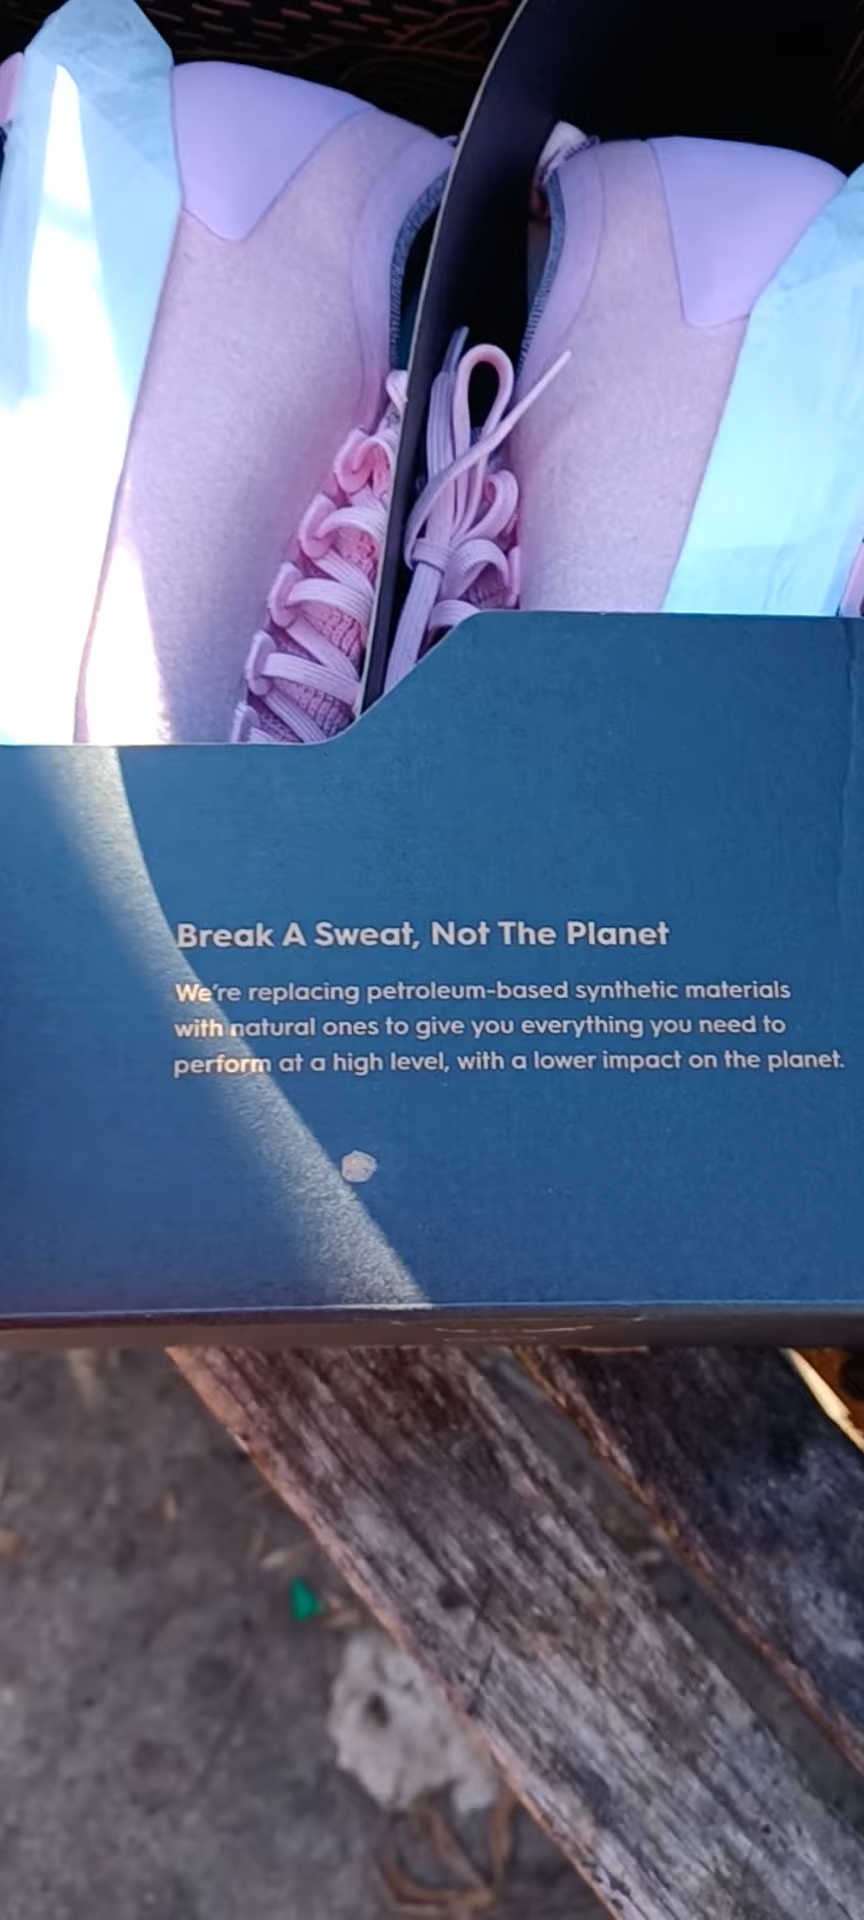 Break A Sweat, Not The Planet
We're replacing petroleum-based synthetic materials
with natural ones to give you everything you need to
perform at a high level, with a lower impact on the planet.